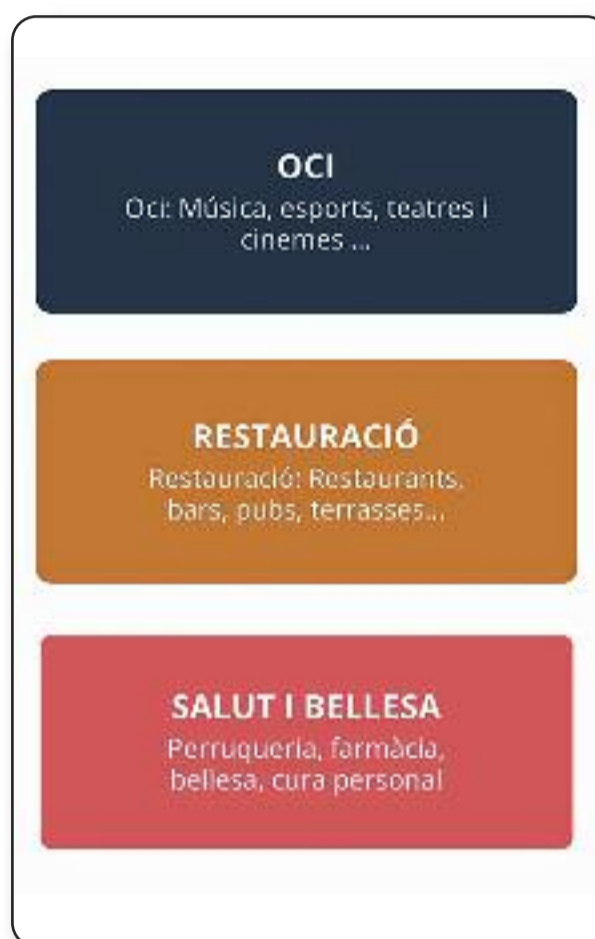 OCI
Oci: Música, esports, teatres i
cinemes ...
RESTAURACIÓ
Restauració: Restaurants,
bars, pubs, terrasses...
SALUT I BELLESA
Perruqueria, farmàcia,
bellesa, cura personal